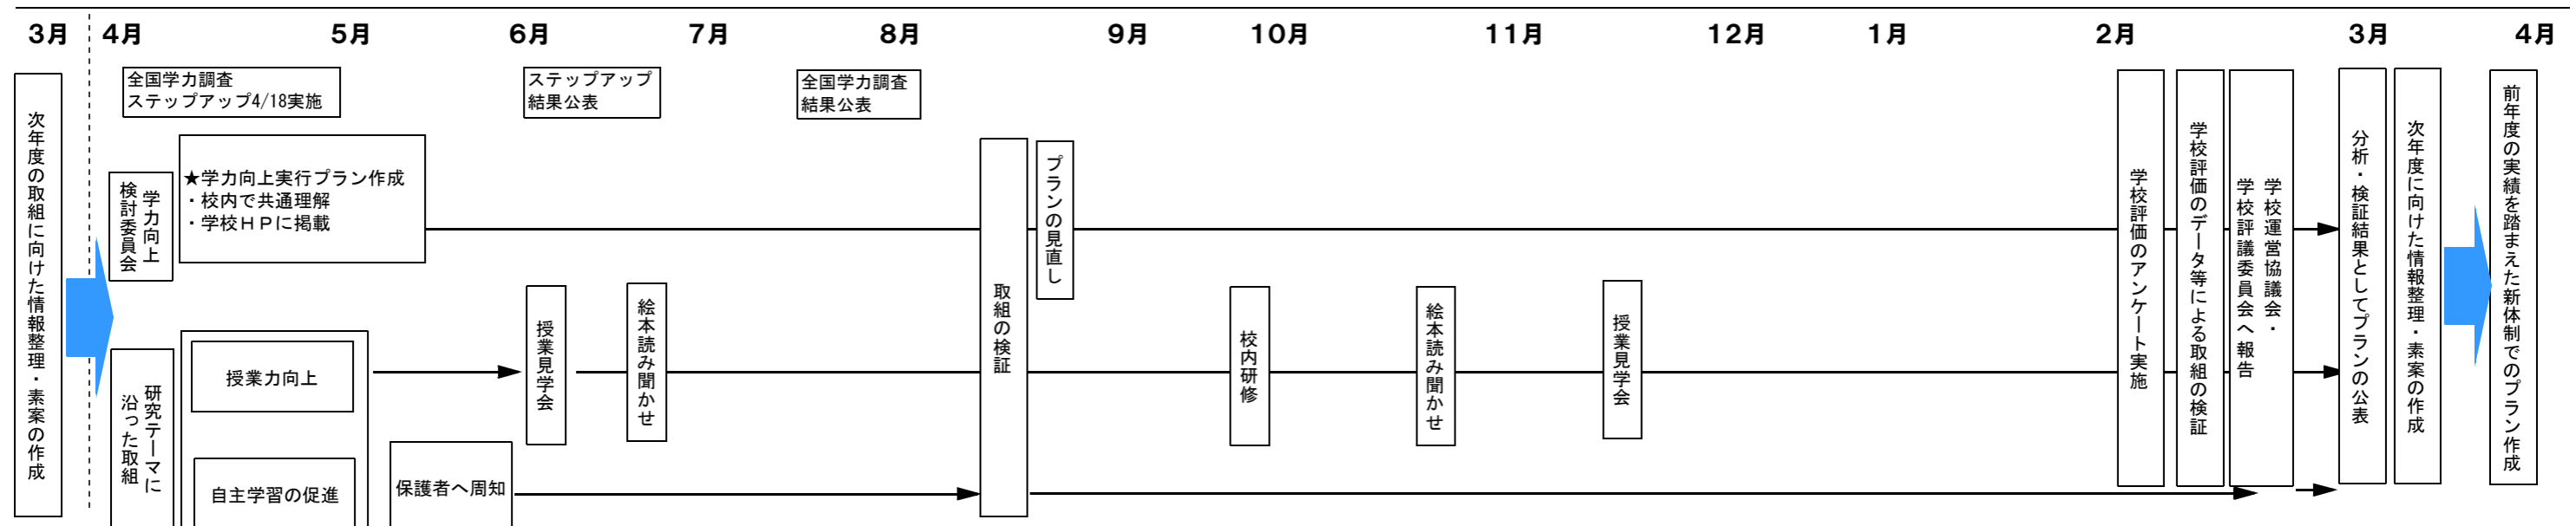 3月 4月 5月 6月 7月 8月 9月 10月 11月 12月 1月 2月 3月 4月
次年度の取組に向けた情報整理・素案の作成
全国学力調査
ステップアップ4/18実施
ステップアップ
結果公表
全国学力調査
結果公表
学力向上
検討委員会
★学力向上実行プラン作成
・校内で共通理解
・学校HPに掲載
研究テーマに
沿った取組
授業力向上
自主学習の促進
保護者へ周知
授業見学会
絵本読み聞かせ
取組の検証
プランの見直し
校内研修
絵本読み聞かせ
授業見学会
学校評価のアンケート実施
学校評価のデータ等による取組の検証
学校運営協議会・
学校評議委員会へ報告
分析・検証結果としてプランの公表
次年度に向けた情報整理・素案の作成
前年度の実績を踏まえた新体制でのプラン作成